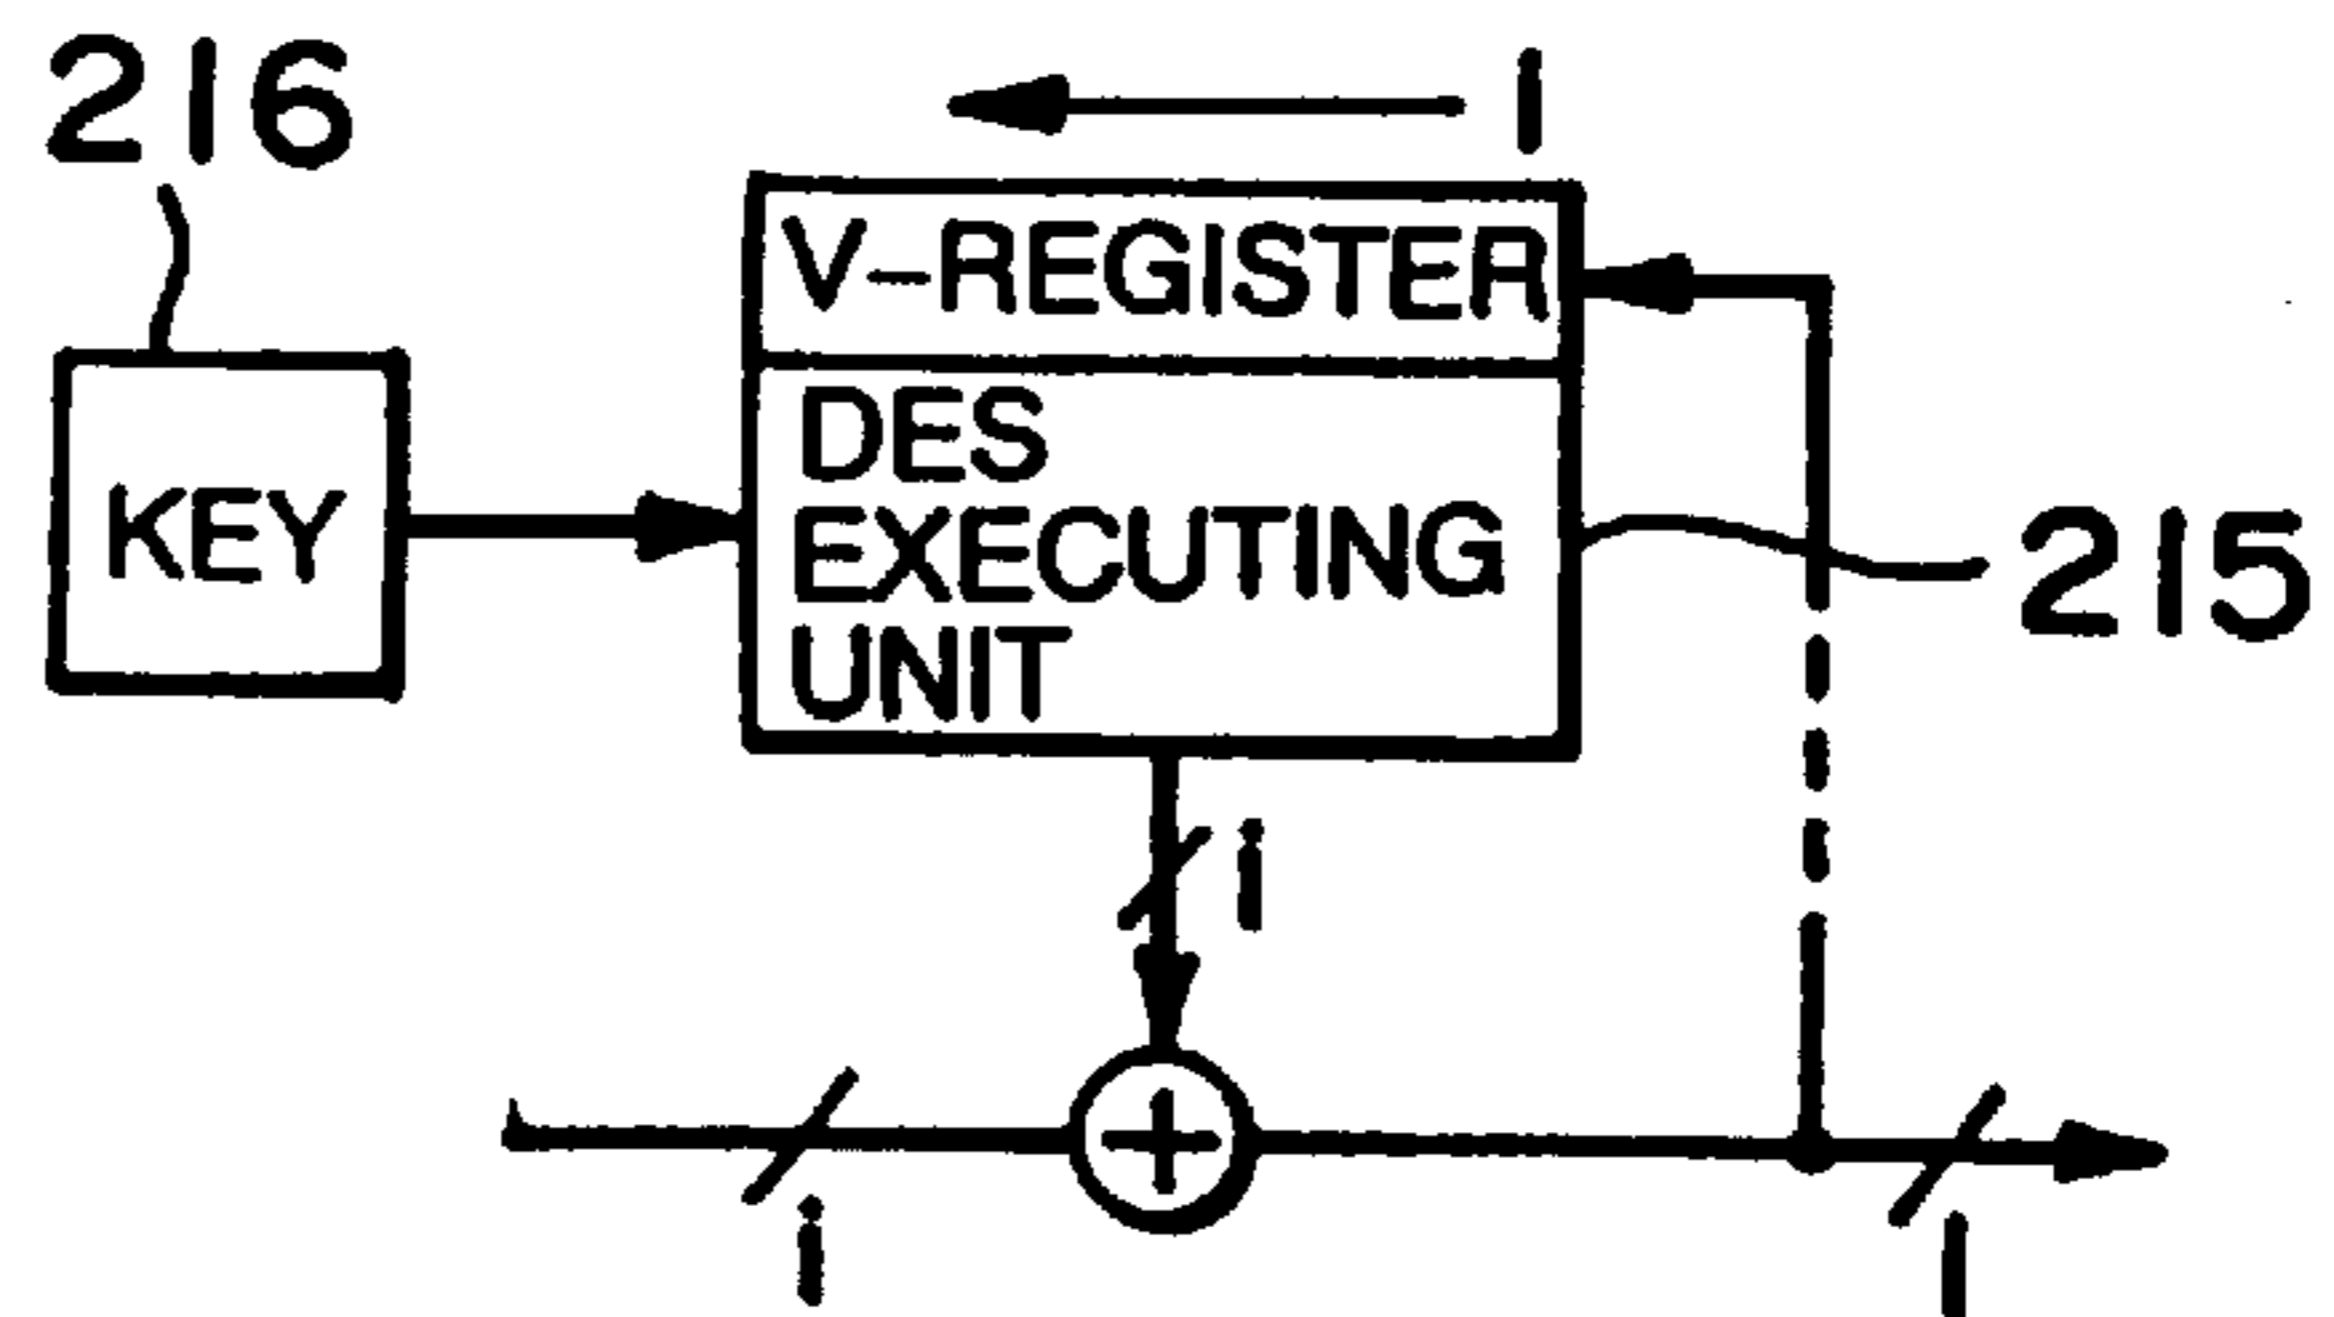 216
I
V-REGISTER
KEY
DES
EXECUTING
UNIT
215
i
i
I